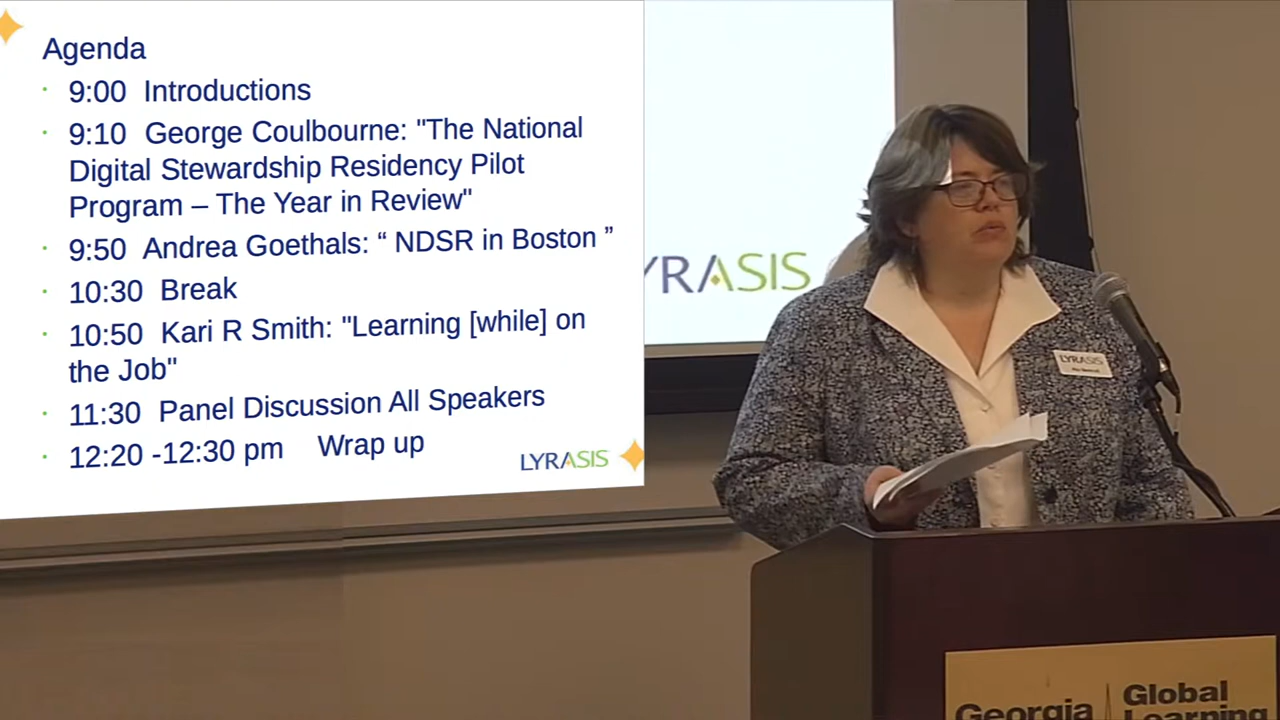 Agenda
9:00 Introductions
9:10 George Coulbourne: "The National
Digital Stewardship Residency Pilot
Program – The Year in Review"
9:50 Andrea Goethals: “ NDSR in Boston ”
10:30 Break
10:50 Kari R Smith: "Learning [while] on
the Job"
11:30 Panel Discussion All Speakers
12:20 -12:30 pm Wrap up
LYRASIS
YRASIS
LYRASIS
Georgia
Global
Learning